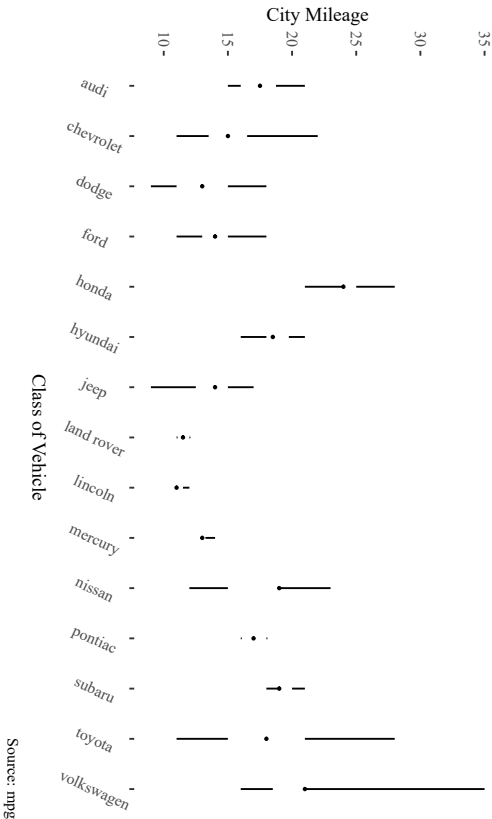 City Mileage
10
15
20
25
30
35
audi
chevrolet
dodge
ford
honda
hyundai
jeep
land rover
lincoln
mercury
nissan
pontiac
subaru
toyota
volkswagen
Class of Vehicle
Source: mpg